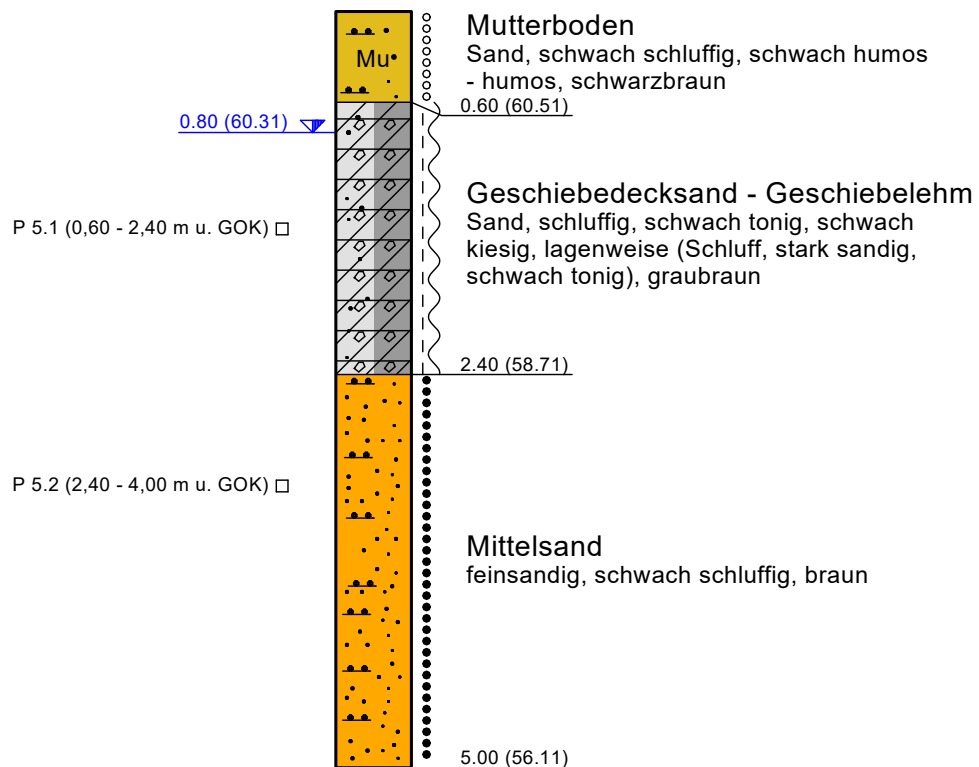 Mutterboden
Sand, schwach schluffig, schwach humos
- humos, schwarzbraun
Mu
0.60 (60.51)
0.80 (60.31)
Geschiebedecksand - Geschiebelehm
Sand, schluffig, schwach tonig, schwach
kiesig, lagenweise (Schluff, stark sandig,
schwach tonig), graubraun
P 5.1 (0,60 - 2,40 m u. GOK)
2.40 (58.71)
P 5.2 (2,40 - 4,00 m u. GOK)
Mittelsand
feinsandig, schwach schluffig, braun
5.00 (56.11)